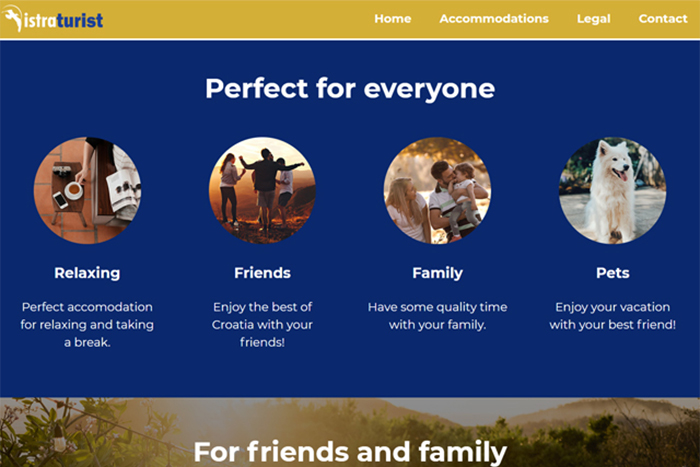 istraturist
Home Accommodations Legal Contact
Perfect for everyone
Relaxing Friends Family Pets
Perfect accomodation
for relaxing and taking
a break.
Enjoy the best of
Croatia with your
friends!
Have some quality time
with your family.
Enjoy your vacation
with your best friend!
For friends and family